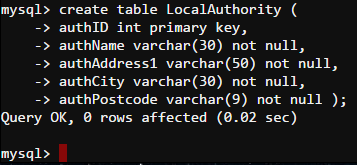 mysql> create table LocalAuthority (
    -> authID int primary key,
    -> authName varchar(30) not null,
    -> authAddress1 varchar(50) not null,
    -> authCity varchar(30) not null,
    -> authPostcode varchar(9) not null );
Query OK, 0 rows affected (0.02 sec)
mysql>